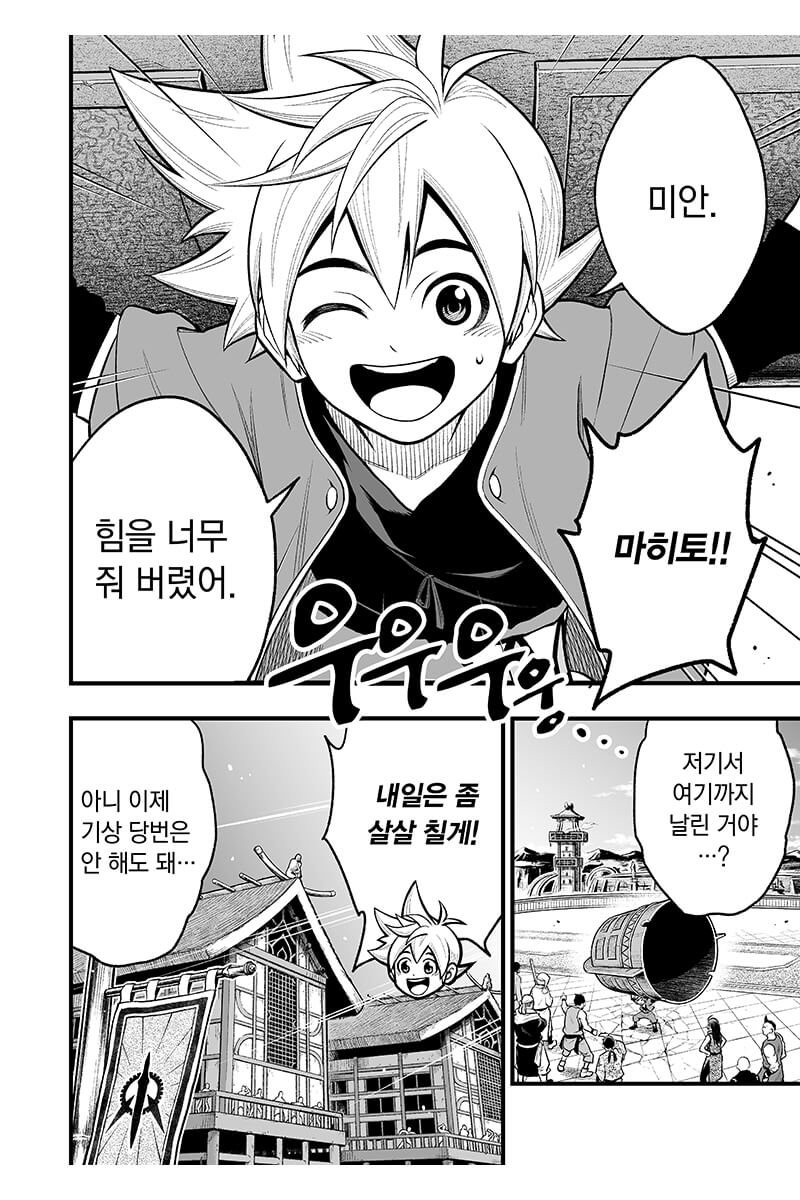 미안.
마히토!!
힘을 너무
줘 버렸어.
우우우웅…
저기서
여기까지
날린 거야
…?
내일은 좀
살살 칠게!
아니 이제
기상 당번은
안 해도 돼…